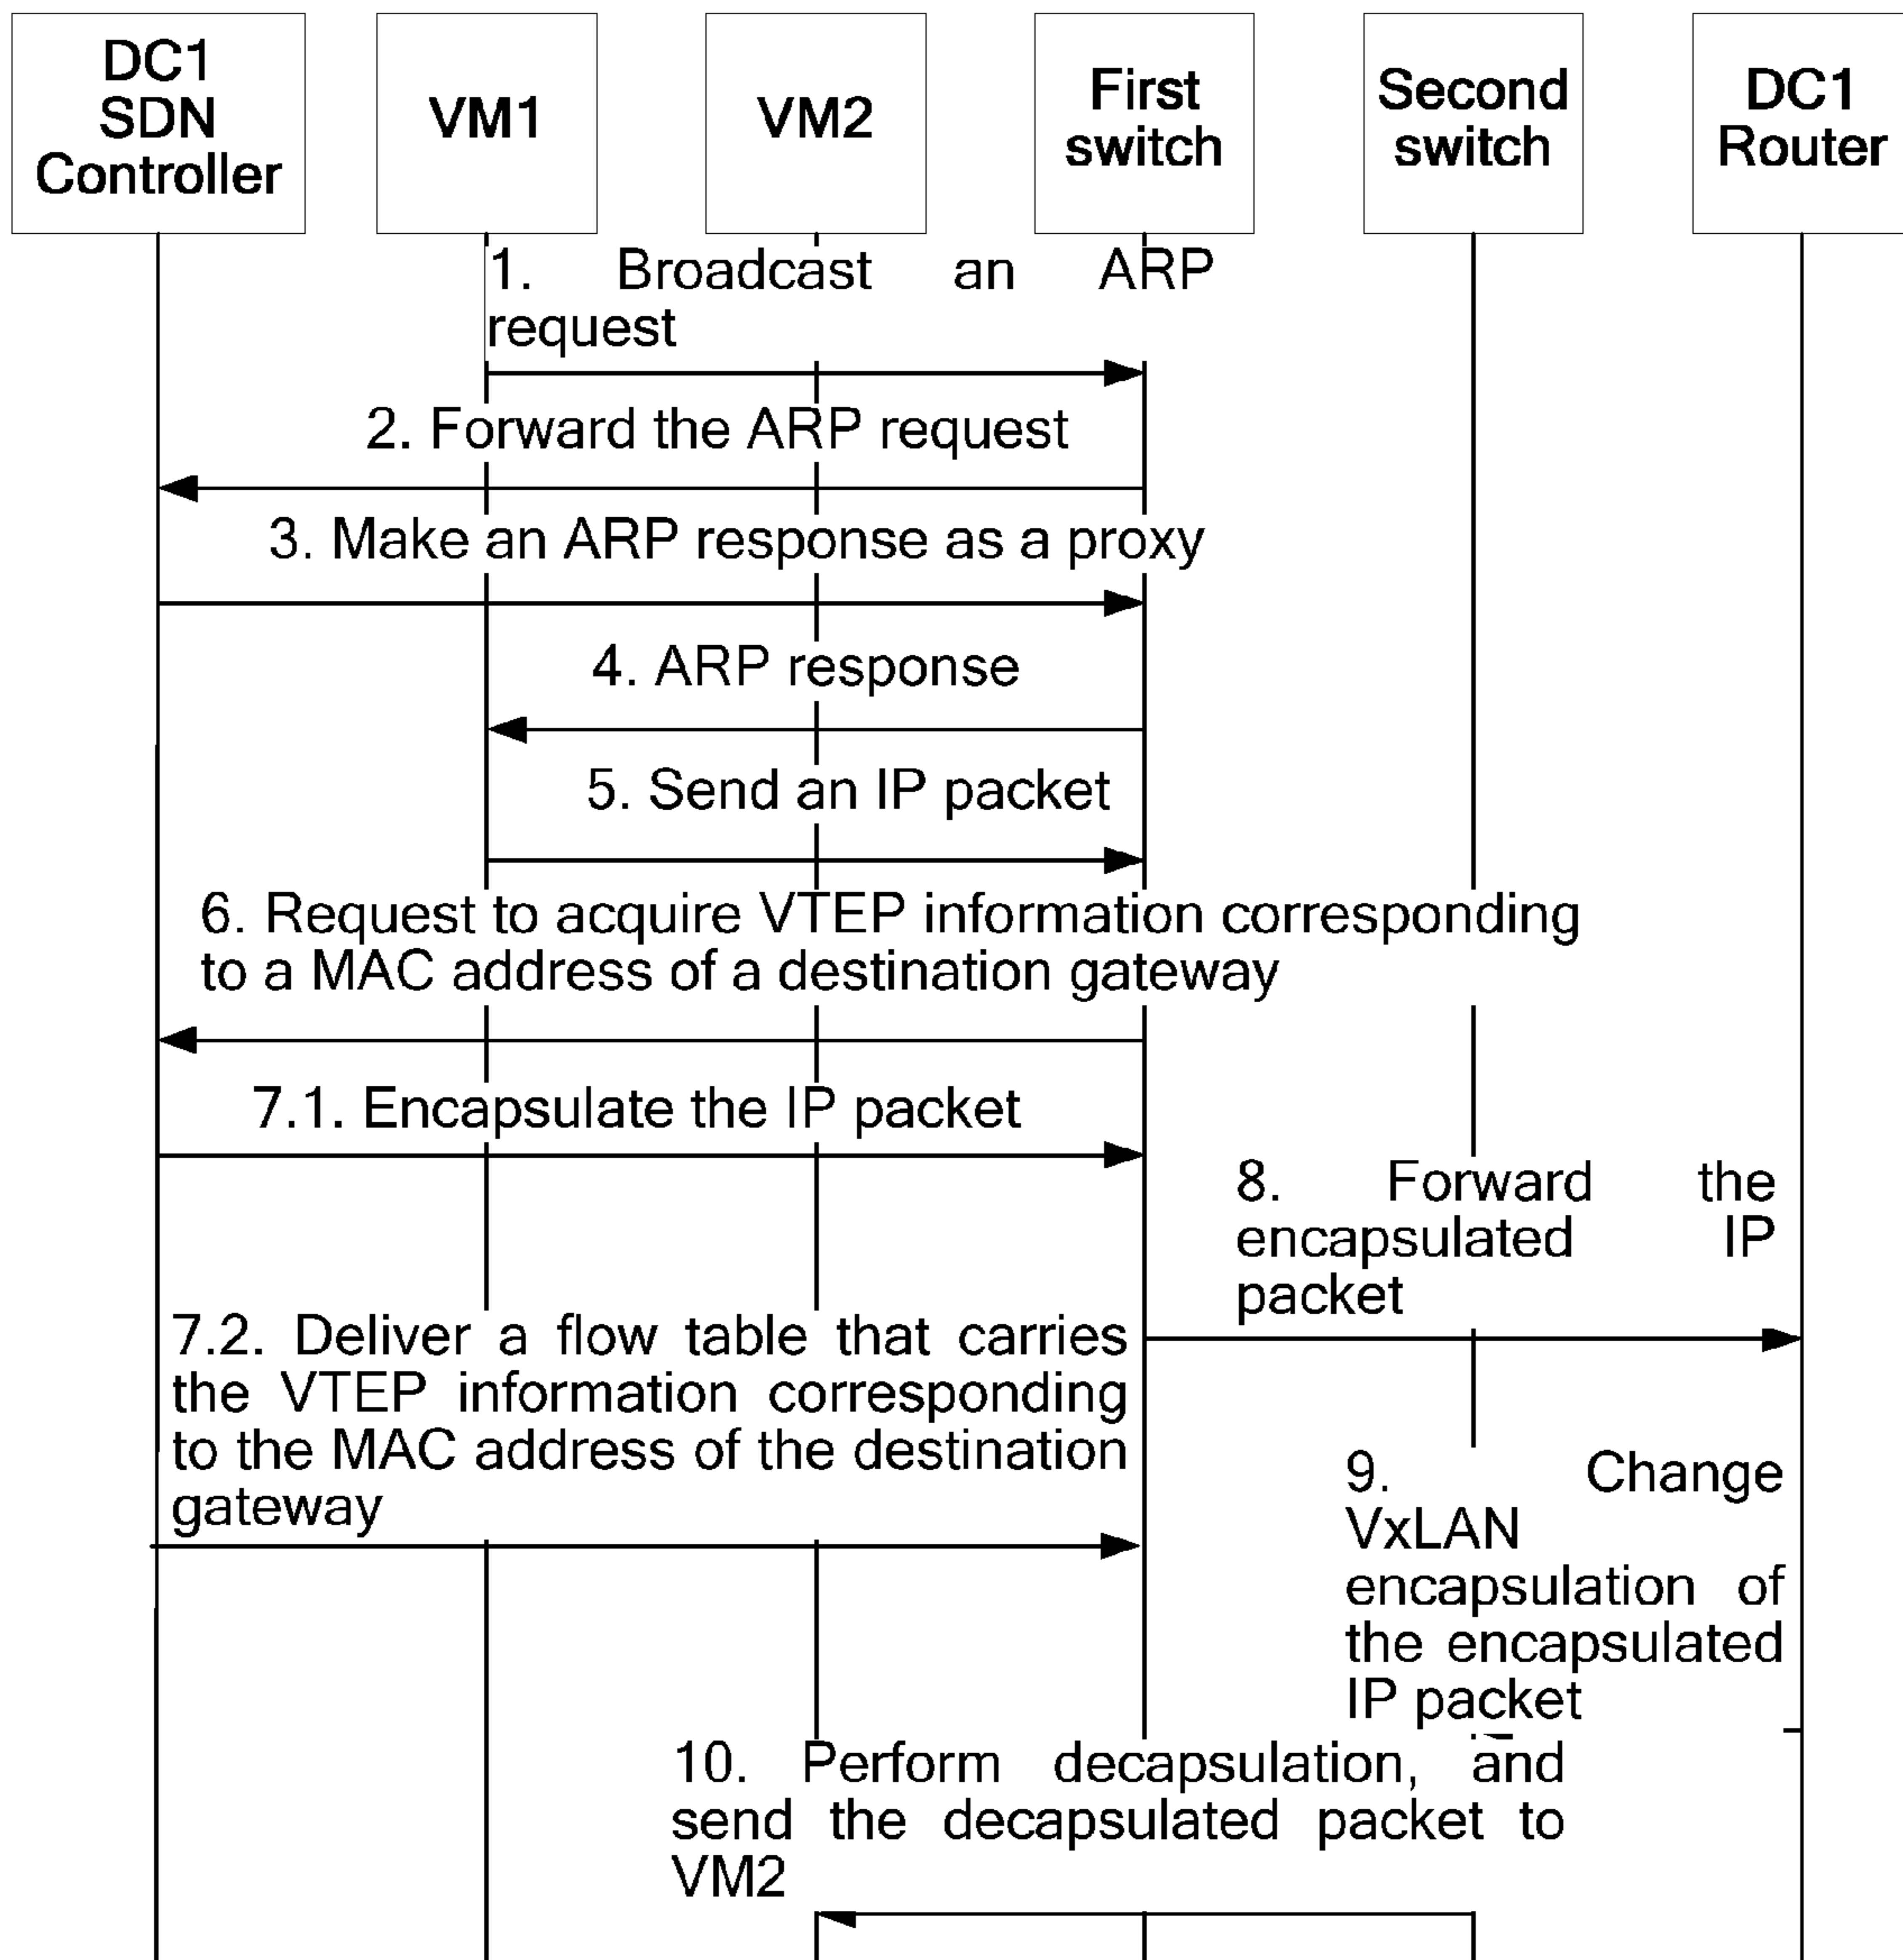 DC1
SDN
Controller
VM1
VM2
First
switch
Second
switch
DC1
Router
1. Broadcast an ARP
request
2. Forward the ARP request
3. Make an ARP response as a proxy
4. ARP response
5. Send an IP packet
6. Request to acquire VTEP information corresponding
to a MAC address of a destination gateway
7.1. Encapsulate the IP packet
8. Forward the
encapsulated IP
packet
7.2. Deliver a flow table that carries
the VTEP information corresponding
to the MAC address of the destination
gateway
9. Change
VxLAN
encapsulation of
the encapsulated
IP packet
10. Perform decapsulation, and
send the decapsulated packet to
VM2